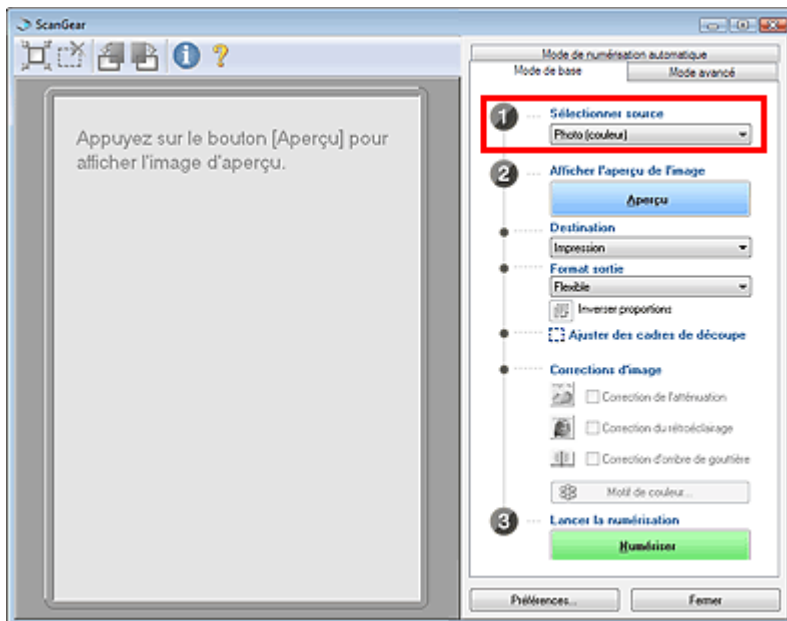 ScanGear
Appuyez sur le bouton [Aperçu] pour
afficher l'image d'aperçu.
Mode de numérisation automatique
Mode de base
Mode avancé
1
Sélectionner source
Photo (couleur)
2
Afficher l'aperçu de l'image
Aperçu
Destination
Impression
Format sortie
Flexible
Inverser proportions
Ajuster des cadres de découpe
Corrections d'image
Correction de l'atténuation
Correction du rétroéclairage
Correction d'ombre de gouttière
Motif de couleur...
3
Lancer la numérisation
Numériser
Préférences...
Fermer